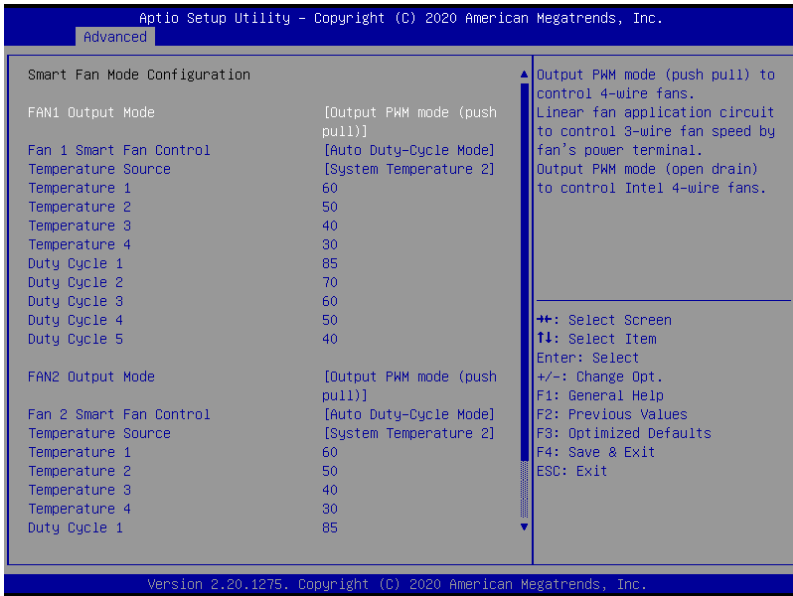 Aptio Setup Utility – Copyright (C) 2020 American Megatrends, Inc.
Advanced
Smart Fan Mode Configuration
FAN1 Output Mode [Output PWM mode (push
pull)]
Fan 1 Smart Fan Control [Auto Duty-Cycle Mode]
Temperature Source [System Temperature 2]
Temperature 1 60
Temperature 2 50
Temperature 3 40
Temperature 4 30
Duty Cycle 1 85
Duty Cycle 2 70
Duty Cycle 3 60
Duty Cycle 4 50
Duty Cycle 5 40
FAN2 Output Mode [Output PWM mode (push
pull)]
Fan 2 Smart Fan Control [Auto Duty-Cycle Mode]
Temperature Source [System Temperature 2]
Temperature 1 60
Temperature 2 50
Temperature 3 40
Temperature 4 30
Duty Cycle 1 85
Output PWM mode (push pull) to
control 4-wire fans.
Linear fan application circuit
to control 3-wire fan speed by
fan's power terminal.
Output PWM mode (open drain)
to control Intel 4-wire fans.
→←: Select Screen
↑↓: Select Item
Enter: Select
+/-: Change Opt.
F1: General Help
F2: Previous Values
F3: Optimized Defaults
F4: Save & Exit
ESC: Exit
Version 2.20.1275. Copyright (C) 2020 American Megatrends, Inc.